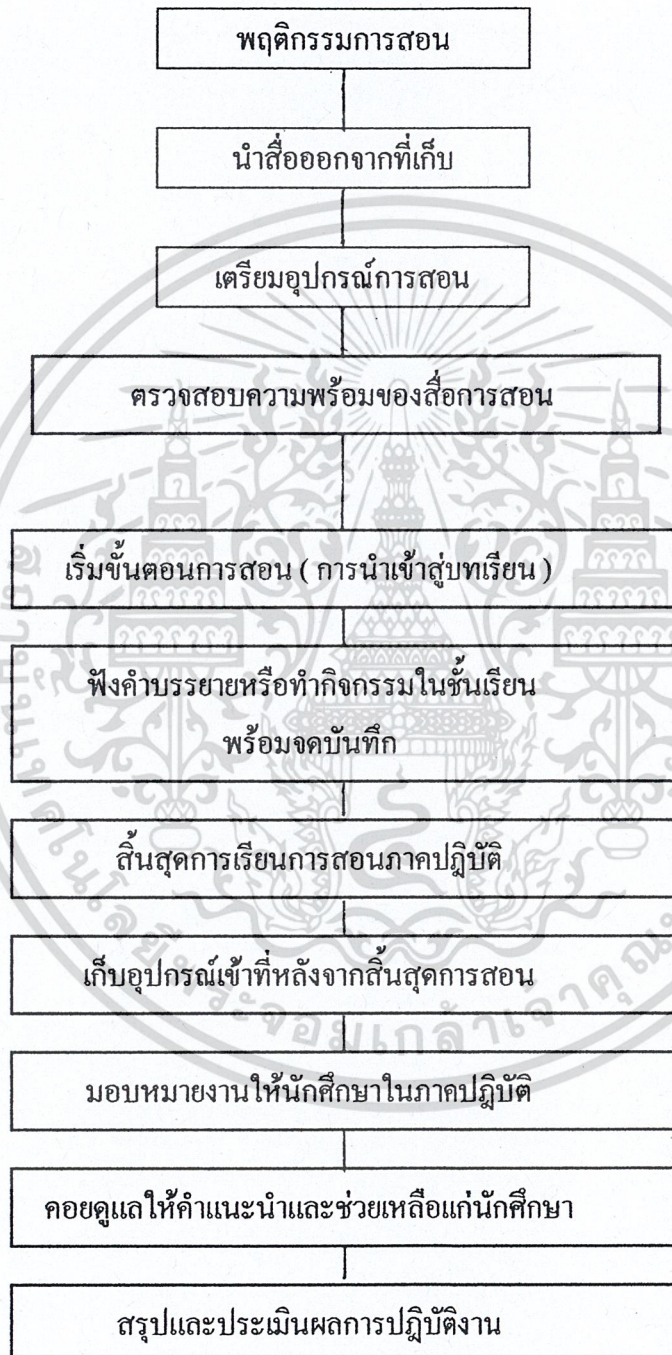 พฤติกรรมการสอน
นำสื่อออกจากที่เก็บ
เตรียมอุปกรณ์การสอน
ตรวจสอบความพร้อมของสื่อการสอน
เริ่มขั้นตอนการสอน ( การนำเข้าสู่บทเรียน )
ฟังคำบรรยายหรือทำกิจกรรมในชั้นเรียน
พร้อมจดบันทึก
สิ้นสุดการเรียนการสอนภาคปฎิบัติ
เก็บอุปกรณ์เข้าที่หลังจากสิ้นสุดการสอน
มอบหมายงานให้นักศึกษาในภาคปฎิบัติ
คอยดูแลให้คำแนะนำและช่วยเหลือแก่นักศึกษา
สรุปและประเมินผลการปฎิบัติงาน